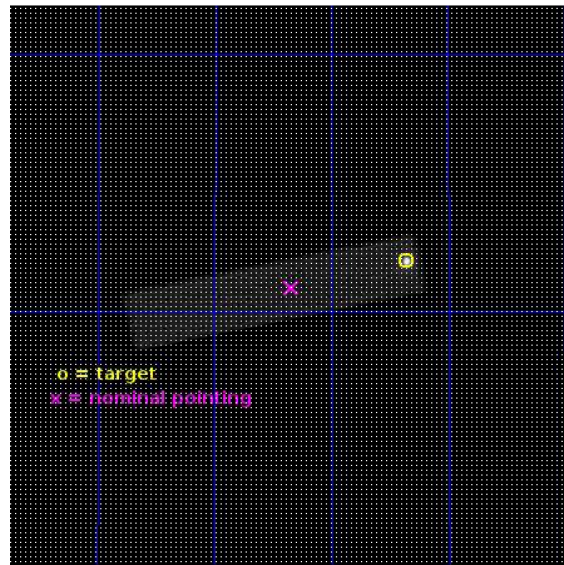 o = target
x = nominal pointing